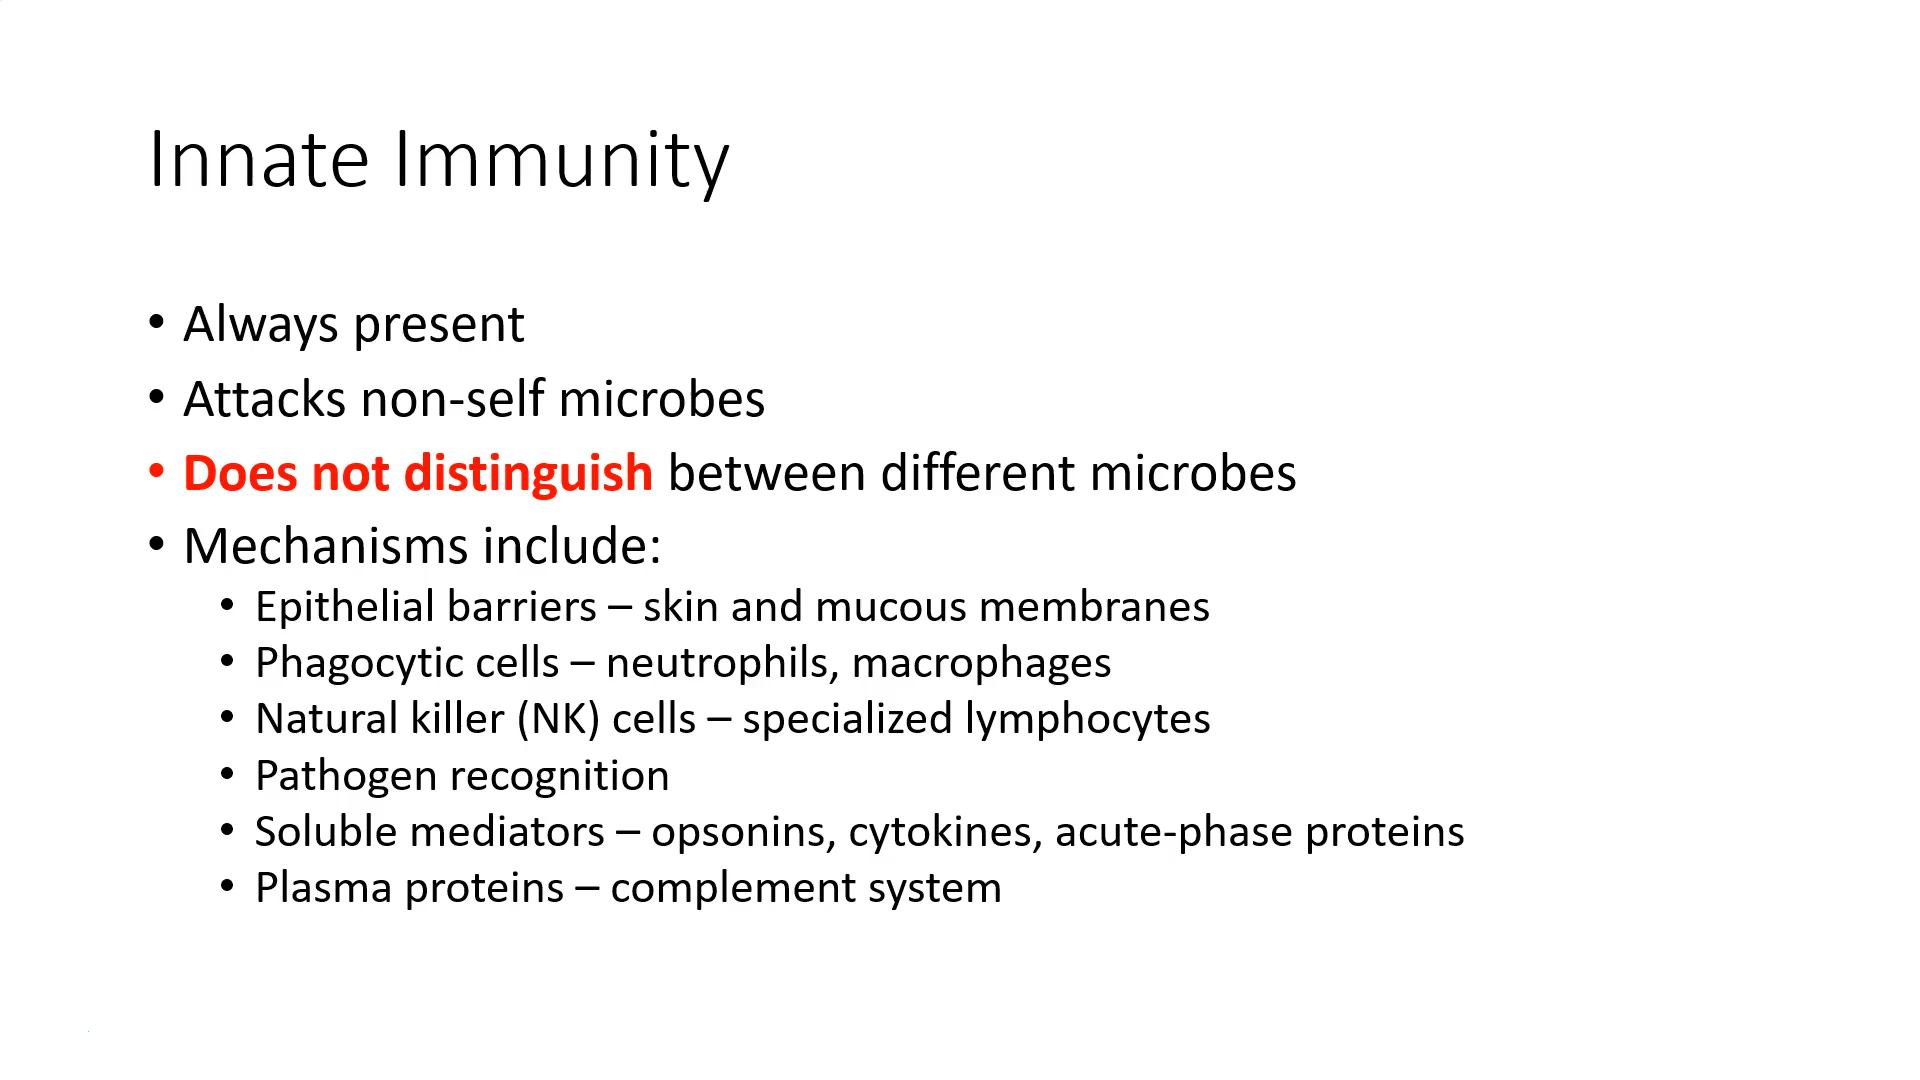 Innate Immunity
• Always present
• Attacks non-self microbes
• Does not distinguish between different microbes
• Mechanisms include:
• Epithelial barriers – skin and mucous membranes
• Phagocytic cells – neutrophils, macrophages
• Natural killer (NK) cells – specialized lymphocytes
• Pathogen recognition
• Soluble mediators – opsonins, cytokines, acute-phase proteins
• Plasma proteins – complement system